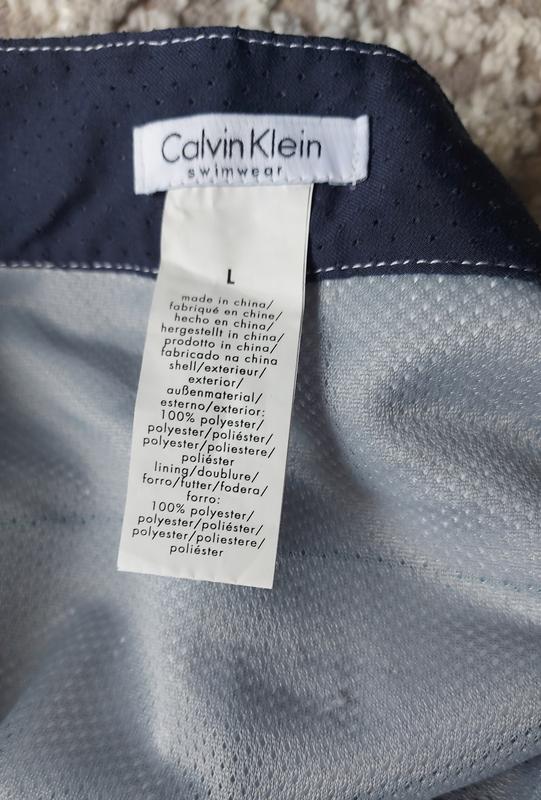 Calvin Klein
swimwear
L
made in china/
fabriqué en chine/
hecho en china/
hergestellt in china/
prodotto in china/
fabricado na china
shell/exterieur/
exterior/
außenmaterial/
esterno/exterior:
100% polyester/
polyester/poliéster/
polyester/poliestere/
poliéster
lining/doublure/
forro/futter/fodera/
forro:
100% polyester/
polyester/poliéster/
polyester/poliestere/
poliéster